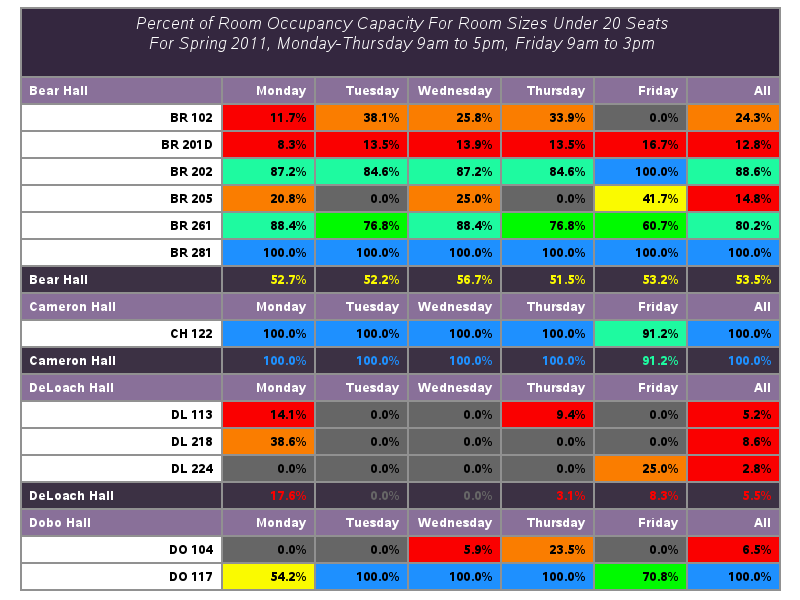 Percent of Room Occupancy Capacity For Room Sizes Under 20 Seats
For Spring 2011, Monday-Thursday 9am to 5pm, Friday 9am to 3pm
Bear Hall Monday Tuesday Wednesday Thursday Friday All
BR 102 11.7% 38.1% 25.8% 33.9% 0.0% 24.3%
BR 201D 8.3% 13.5% 13.9% 13.5% 16.7% 12.8%
BR 202 87.2% 84.6% 87.2% 84.6% 100.0% 88.6%
BR 205 20.8% 0.0% 25.0% 0.0% 41.7% 14.8%
BR 261 88.4% 76.8% 88.4% 76.8% 60.7% 80.2%
BR 281 100.0% 100.0% 100.0% 100.0% 100.0% 100.0%
Bear Hall 52.7% 52.2% 56.7% 51.5% 53.2% 53.5%
Cameron Hall Monday Tuesday Wednesday Thursday Friday All
CH 122 100.0% 100.0% 100.0% 100.0% 91.2% 100.0%
Cameron Hall 100.0% 100.0% 100.0% 100.0% 91.2% 100.0%
DeLoach Hall Monday Tuesday Wednesday Thursday Friday All
DL 113 14.1% 0.0% 0.0% 9.4% 0.0% 5.2%
DL 218 38.6% 0.0% 0.0% 0.0% 0.0% 8.6%
DL 224 0.0% 0.0% 0.0% 0.0% 25.0% 2.8%
DeLoach Hall 17.6% 0.0% 0.0% 3.1% 8.3% 5.5%
Dobo Hall Monday Tuesday Wednesday Thursday Friday All
DO 104 0.0% 0.0% 5.9% 23.5% 0.0% 6.5%
DO 117 54.2% 100.0% 100.0% 100.0% 70.8% 100.0%